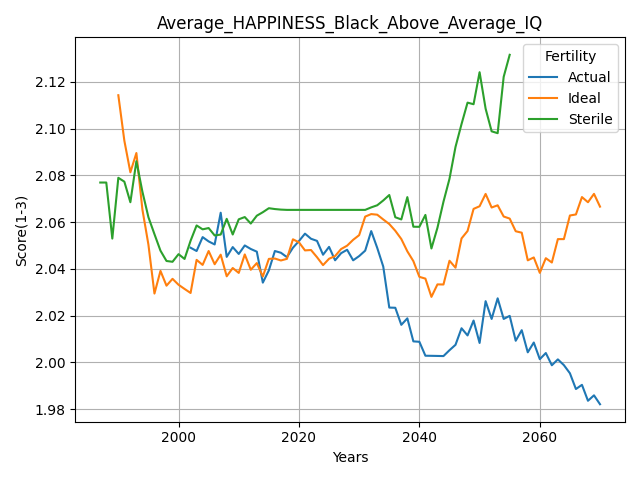 Average_HAPPINESS_Black_Above_Average_IQ
Fertility
Actual
Ideal
Sterile
Score(1-3)
2.12
2.10
2.08
2.06
2.04
2.02
2.00
1.98
2000
2020
2040
2060
Years